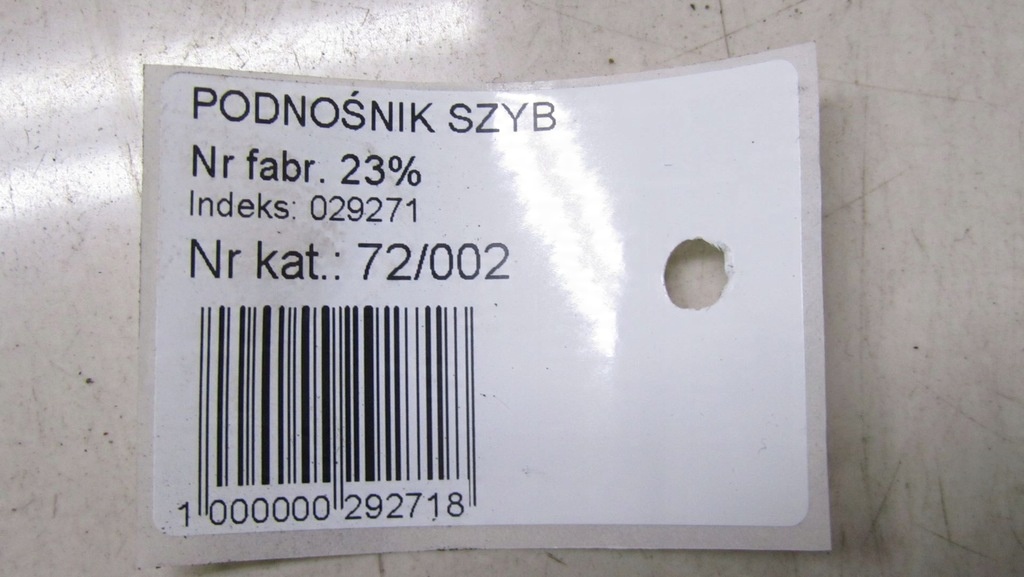 PODNOŚNIK SZYB
Nr fabr. 23%
Indeks: 029271
Nr kat.: 72/002
1 000000 292718